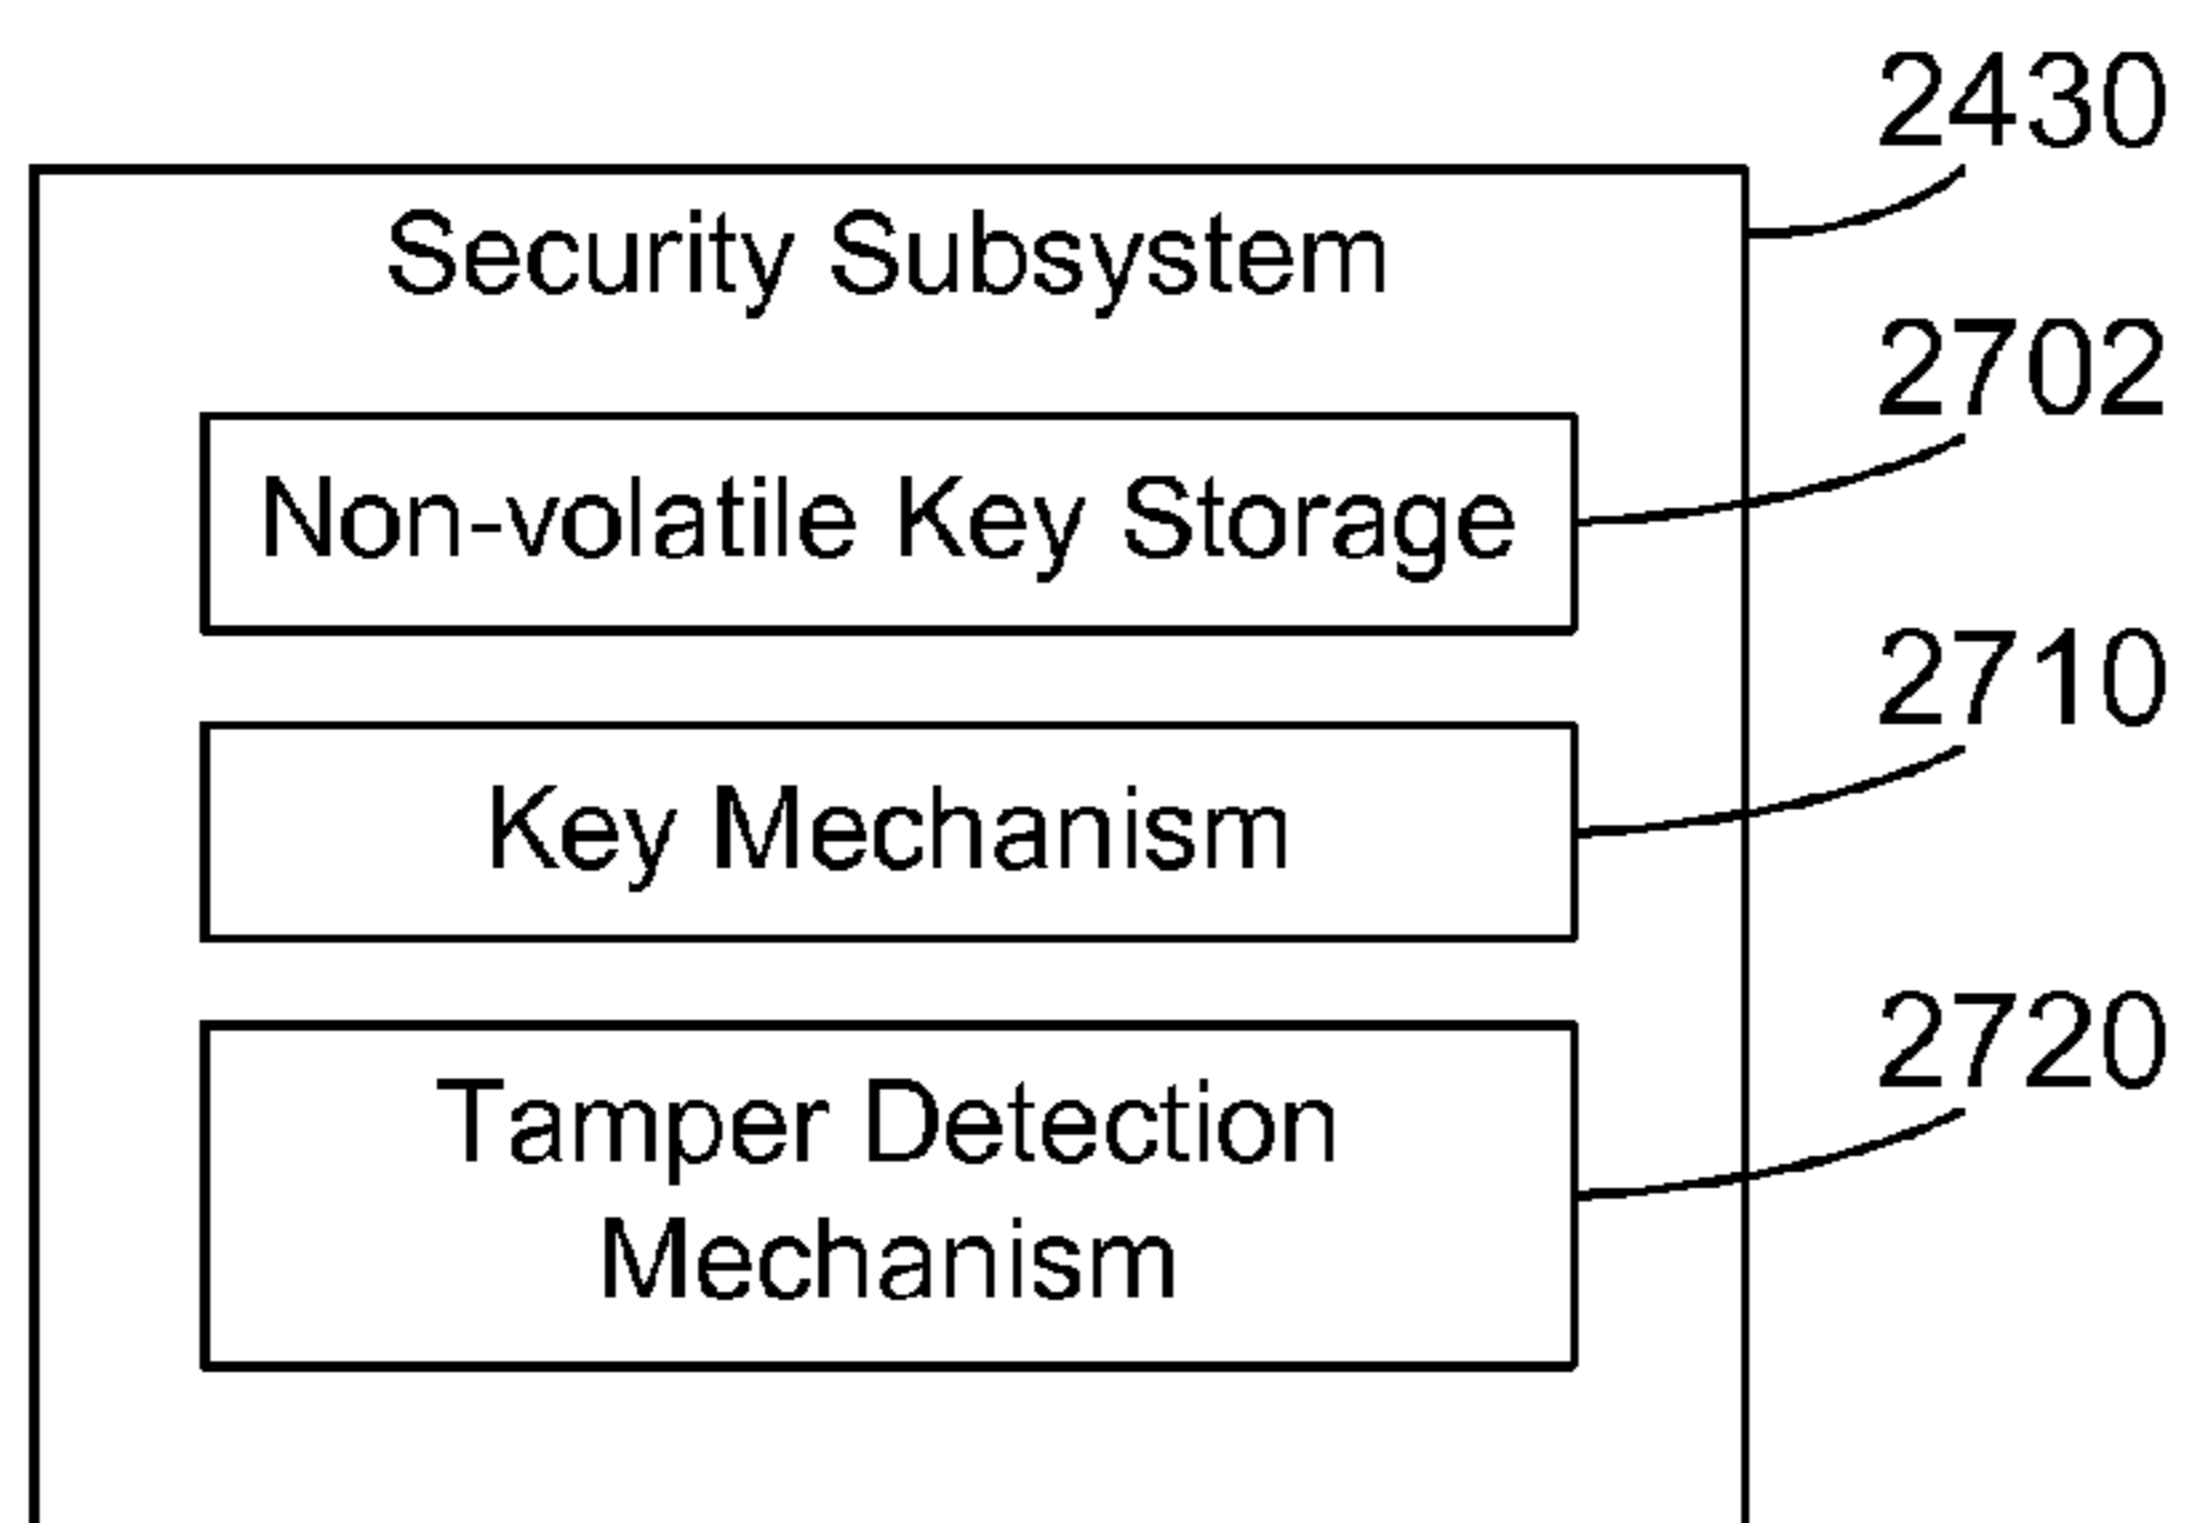 2430
Security Subsystem
2702
Non-volatile Key Storage
2710
Key Mechanism
2720
Tamper Detection
Mechanism